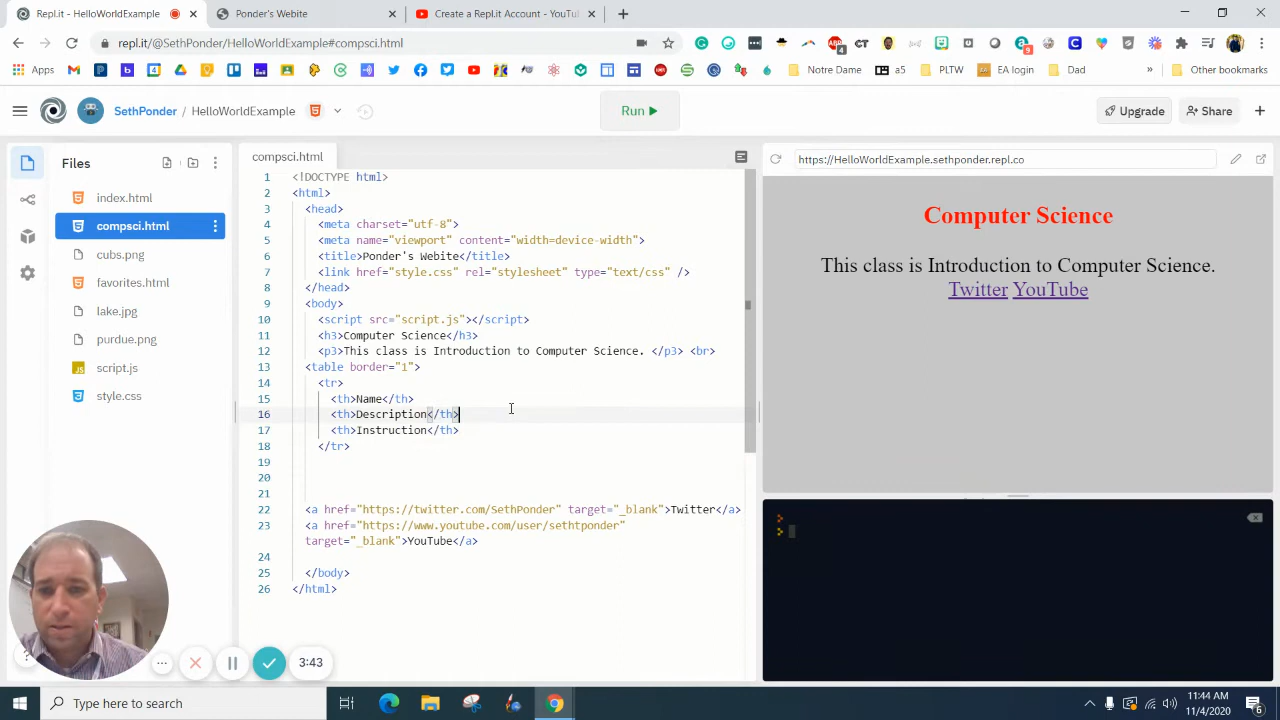 Repl.it - HelloWorldExample
Ponder's Webite
Create a Repl.it Account - YouTu
repl.it/@SethPonder/HelloWorldExample#compsci.html
Apps
Notre Dame
a5
PLTW
EA login
Dad
»
Other bookmarks
SethPonder / HelloWorldExample
Run
Upgrade
Share
Files
index.html
compsci.html
cubs.png
favorites.html
lake.jpg
purdue.png
script.js
style.css
compsci.html
1 <!DOCTYPE html>
2 <html>
3 <head>
4 <meta charset="utf-8">
5 <meta name="viewport" content="width=device-width">
6 <title>Ponder's Webite</title>
7 <link href="style.css" rel="stylesheet" type="text/css" />
8 </head>
9 <body>
10 <script src="script.js"></script>
11 <h3>Computer Science</h3>
12 <p3>This class is Introduction to Computer Science. </p3> <br>
13 <table border="1">
14 <tr>
15 <th>Name</th>
16 <th>Description</th>
17 <th>Instruction</th>
18 </tr>
19
20
21
22 <a href="https://twitter.com/SethPonder" target="_blank">Twitter</a>
23 <a href="https://www.youtube.com/user/sethtponder"
target="_blank">YouTube</a>
24
25 </body>
26 </html>
https://HelloWorldExample.sethponder.repl.co
Computer Science
This class is Introduction to Computer Science.
Twitter YouTube
3:43
Type here to search
11:44 AM
11/4/2020
6